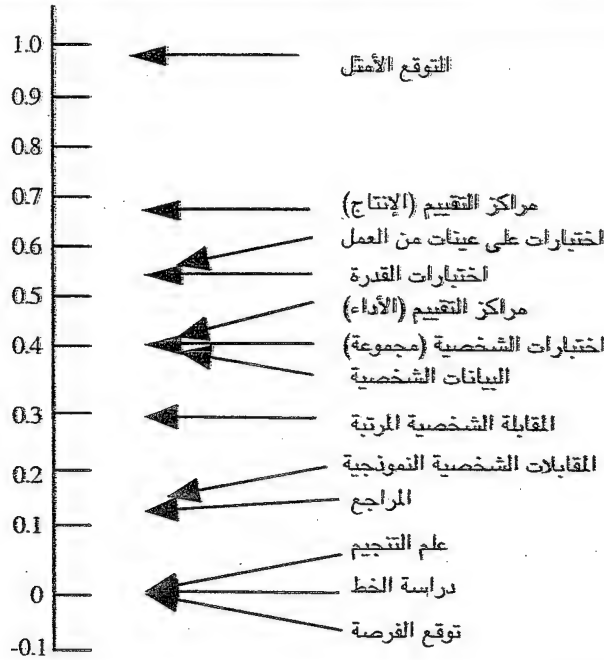 1.0
التوقع الأمثل
0.9
0.8
0.7
مراكز التقييم (الإنتاج)
اختبارات على عينات من العمل
0.6
اختبارات القدرة
0.5
مراكز التقييم (الأداء)
0.4
اختبارات الشخصية (مجموعة)
البيانات الشخصية
0.3
المقابلة الشخصية المرتبة
المقابلات الشخصية النموذجية
0.2
المراجع
0.1
علم التنجيم
0
دراسة الخط
توقع الفرصة
-0.1